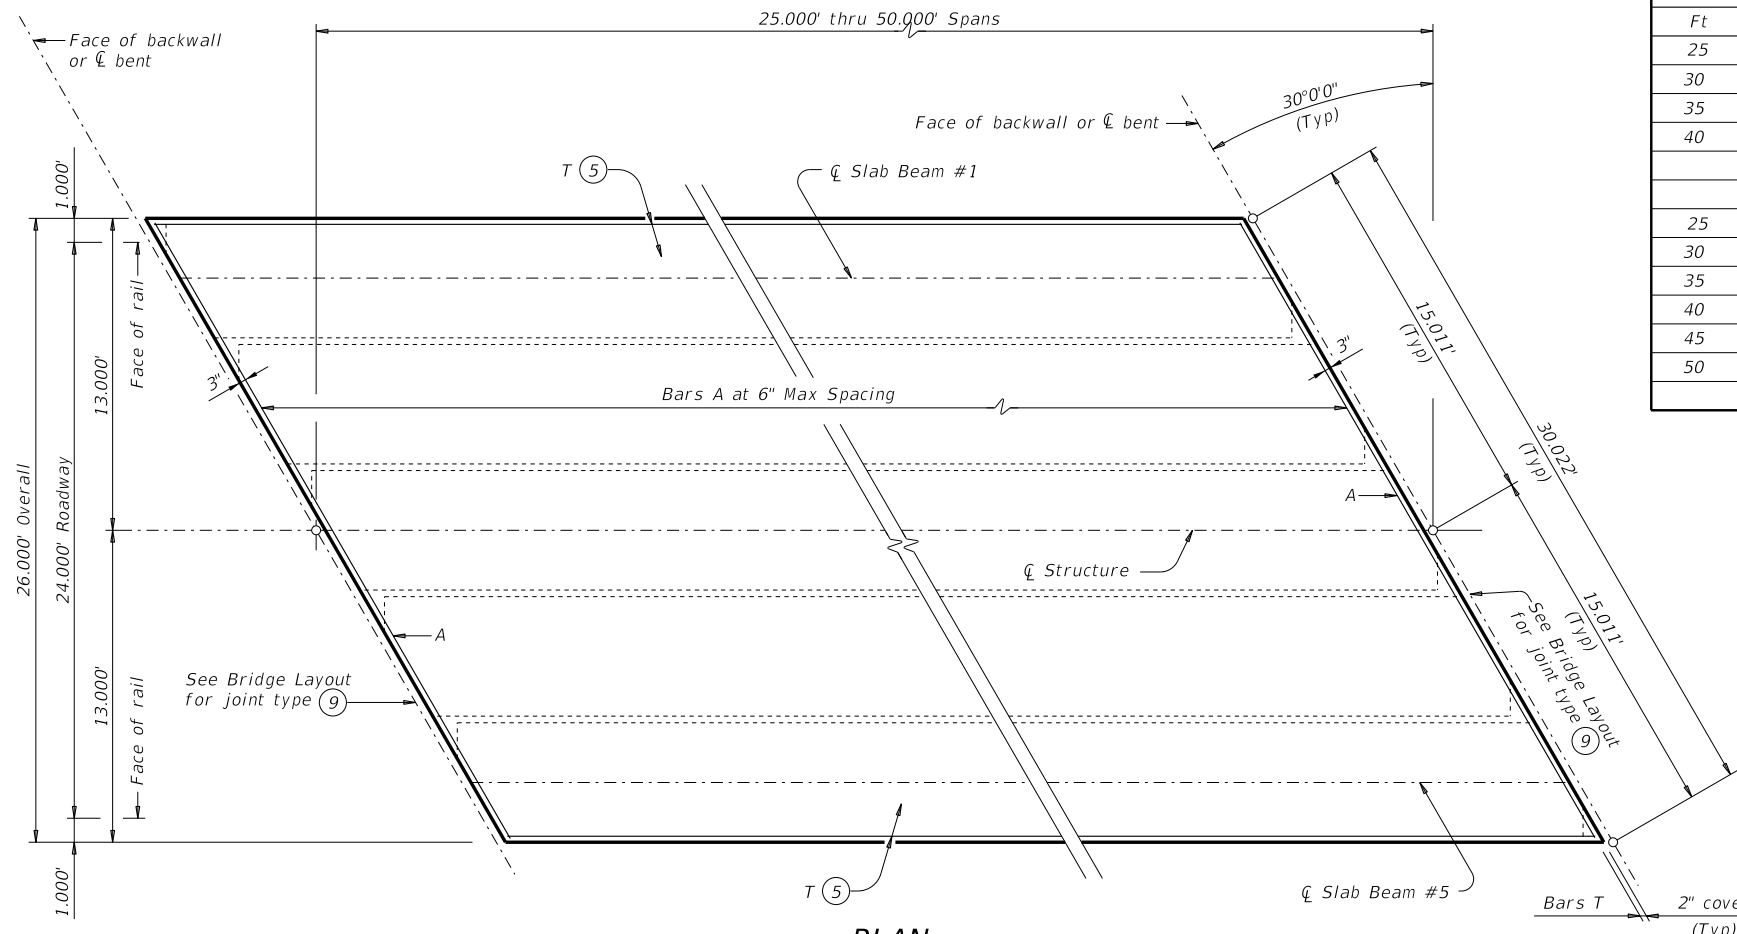 25.000' thru 50.000' Spans
Face of backwall
or ℄ bent
Face of backwall or ℄ bent
30°0'0"
(Typ)
T 5
℄ Slab Beam #1
1.000'
13.000'
Face of rail
26.000' Overall
24.000' Roadway
3"
Bars A at 6" Max Spacing
3"
15.011'
(Typ)
30.022'
(Typ)
A
℄ Structure
A
15.011'
(Typ)
See Bridge Layout
for joint type 9
See Bridge Layout
for joint type 9
13.000'
Face of rail
1.000'
T 5
℄ Slab Beam #5
Bars T
2" cove
(Typ)
PLAN
Ft
25
30
35
40
25
30
35
40
45
50